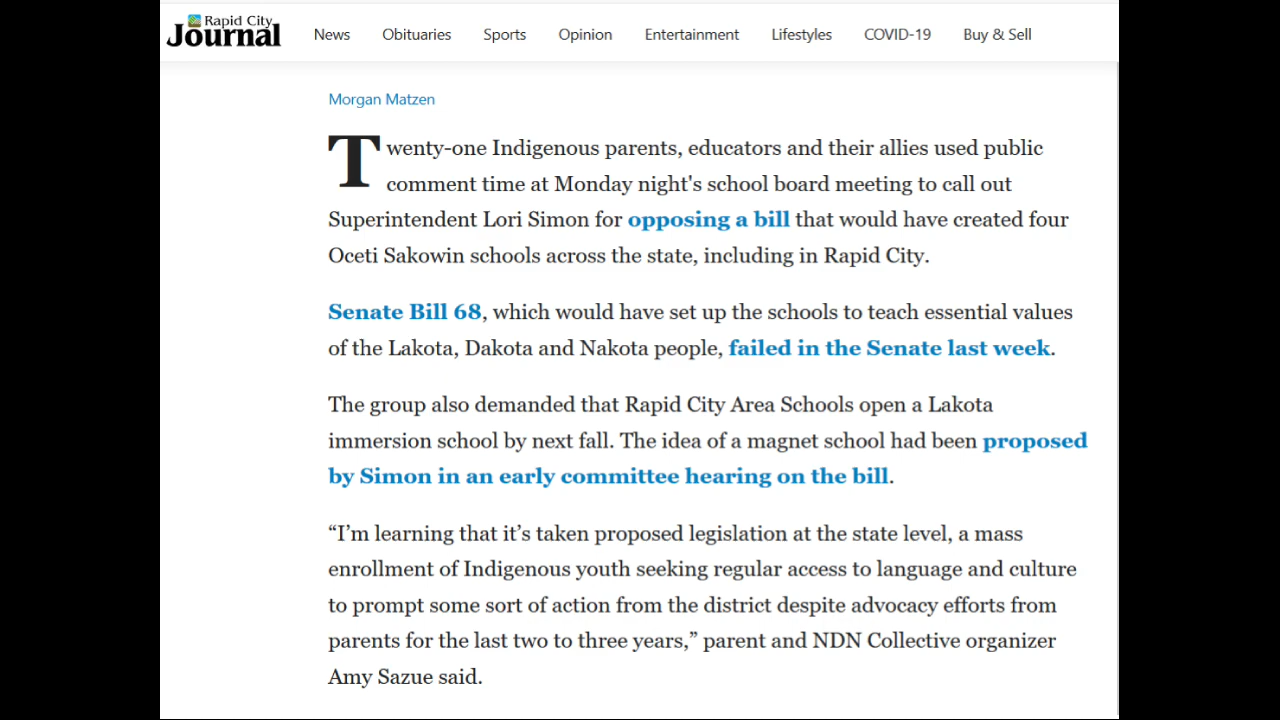 Rapid City
Journal
News Obituaries Sports Opinion Entertainment Lifestyles COVID-19 Buy & Sell
Morgan Matzen
Twenty-one Indigenous parents, educators and their allies used public
comment time at Monday night's school board meeting to call out
Superintendent Lori Simon for opposing a bill that would have created four
Oceti Sakowin schools across the state, including in Rapid City.
Senate Bill 68, which would have set up the schools to teach essential values
of the Lakota, Dakota and Nakota people, failed in the Senate last week.
The group also demanded that Rapid City Area Schools open a Lakota
immersion school by next fall. The idea of a magnet school had been proposed
by Simon in an early committee hearing on the bill.
“I’m learning that it’s taken proposed legislation at the state level, a mass
enrollment of Indigenous youth seeking regular access to language and culture
to prompt some sort of action from the district despite advocacy efforts from
parents for the last two to three years,” parent and NDN Collective organizer
Amy Sazue said.